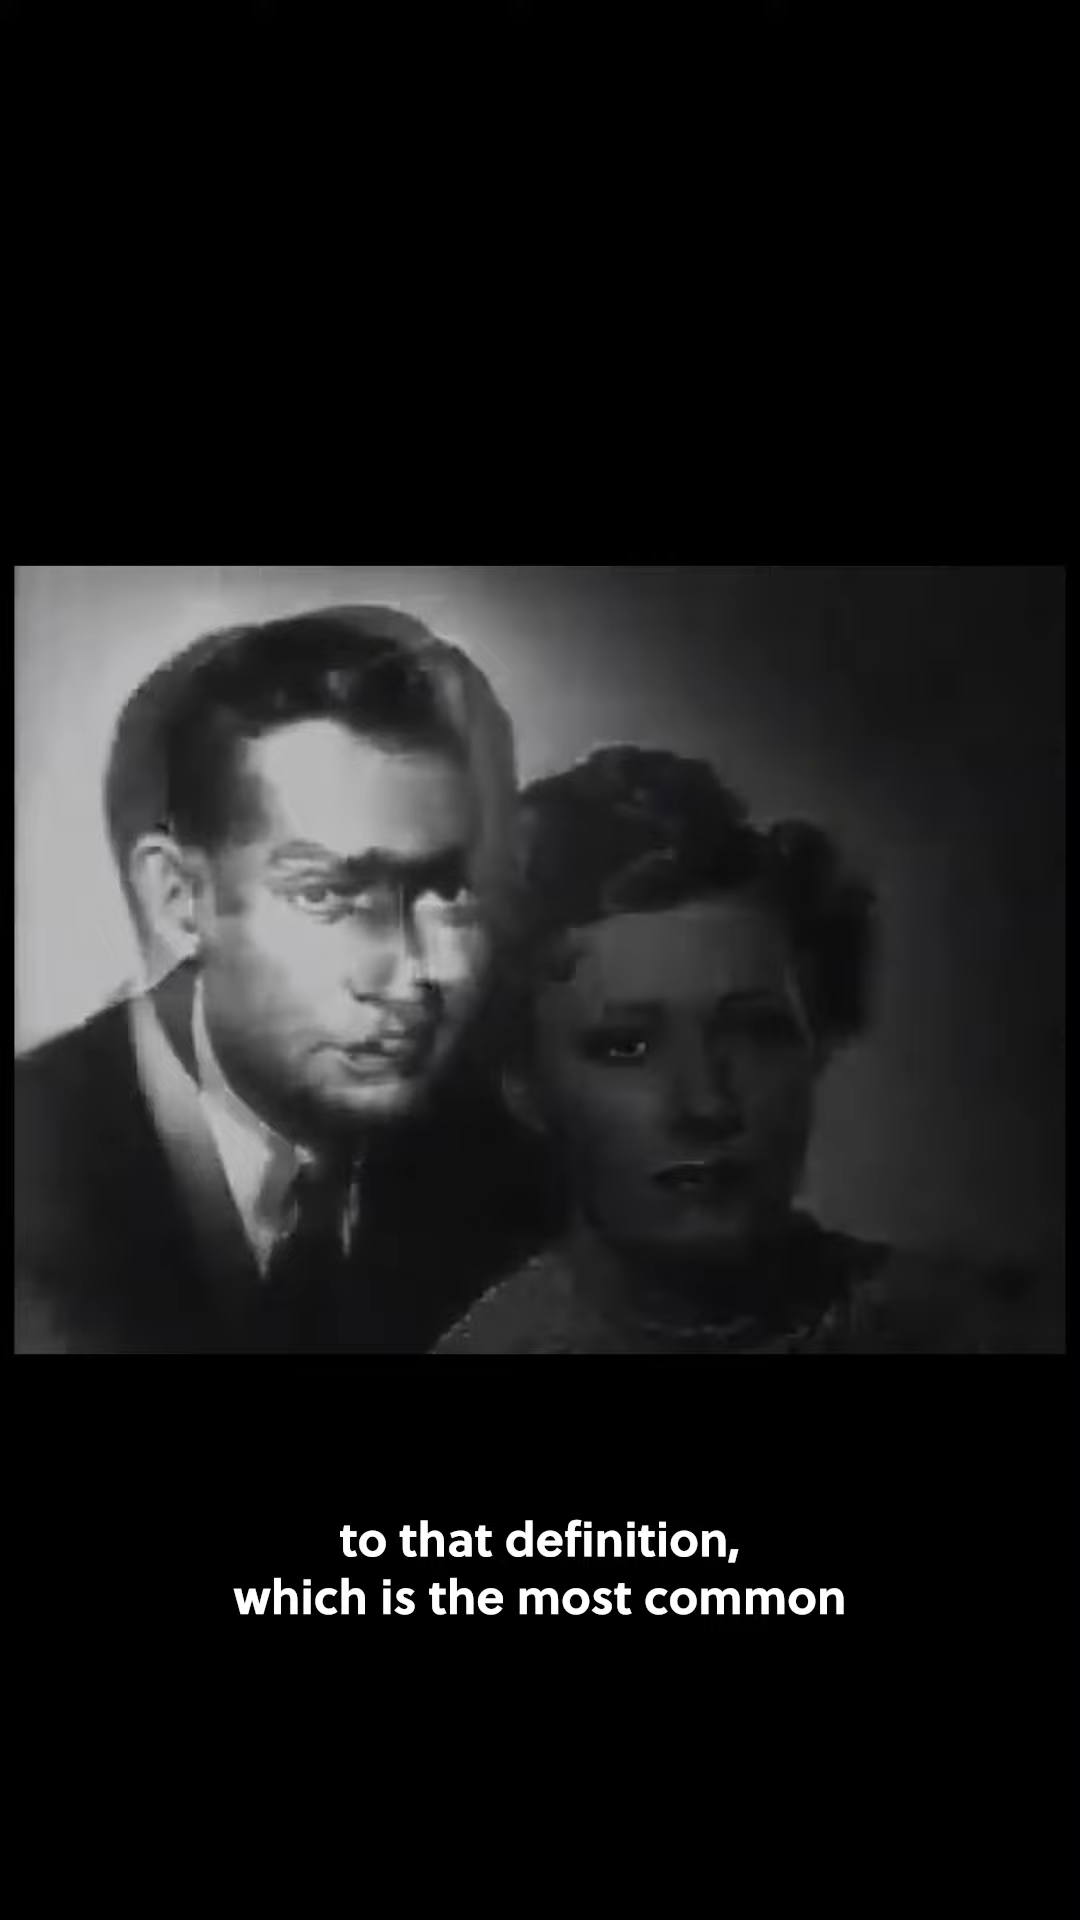 to that definition,
which is the most common